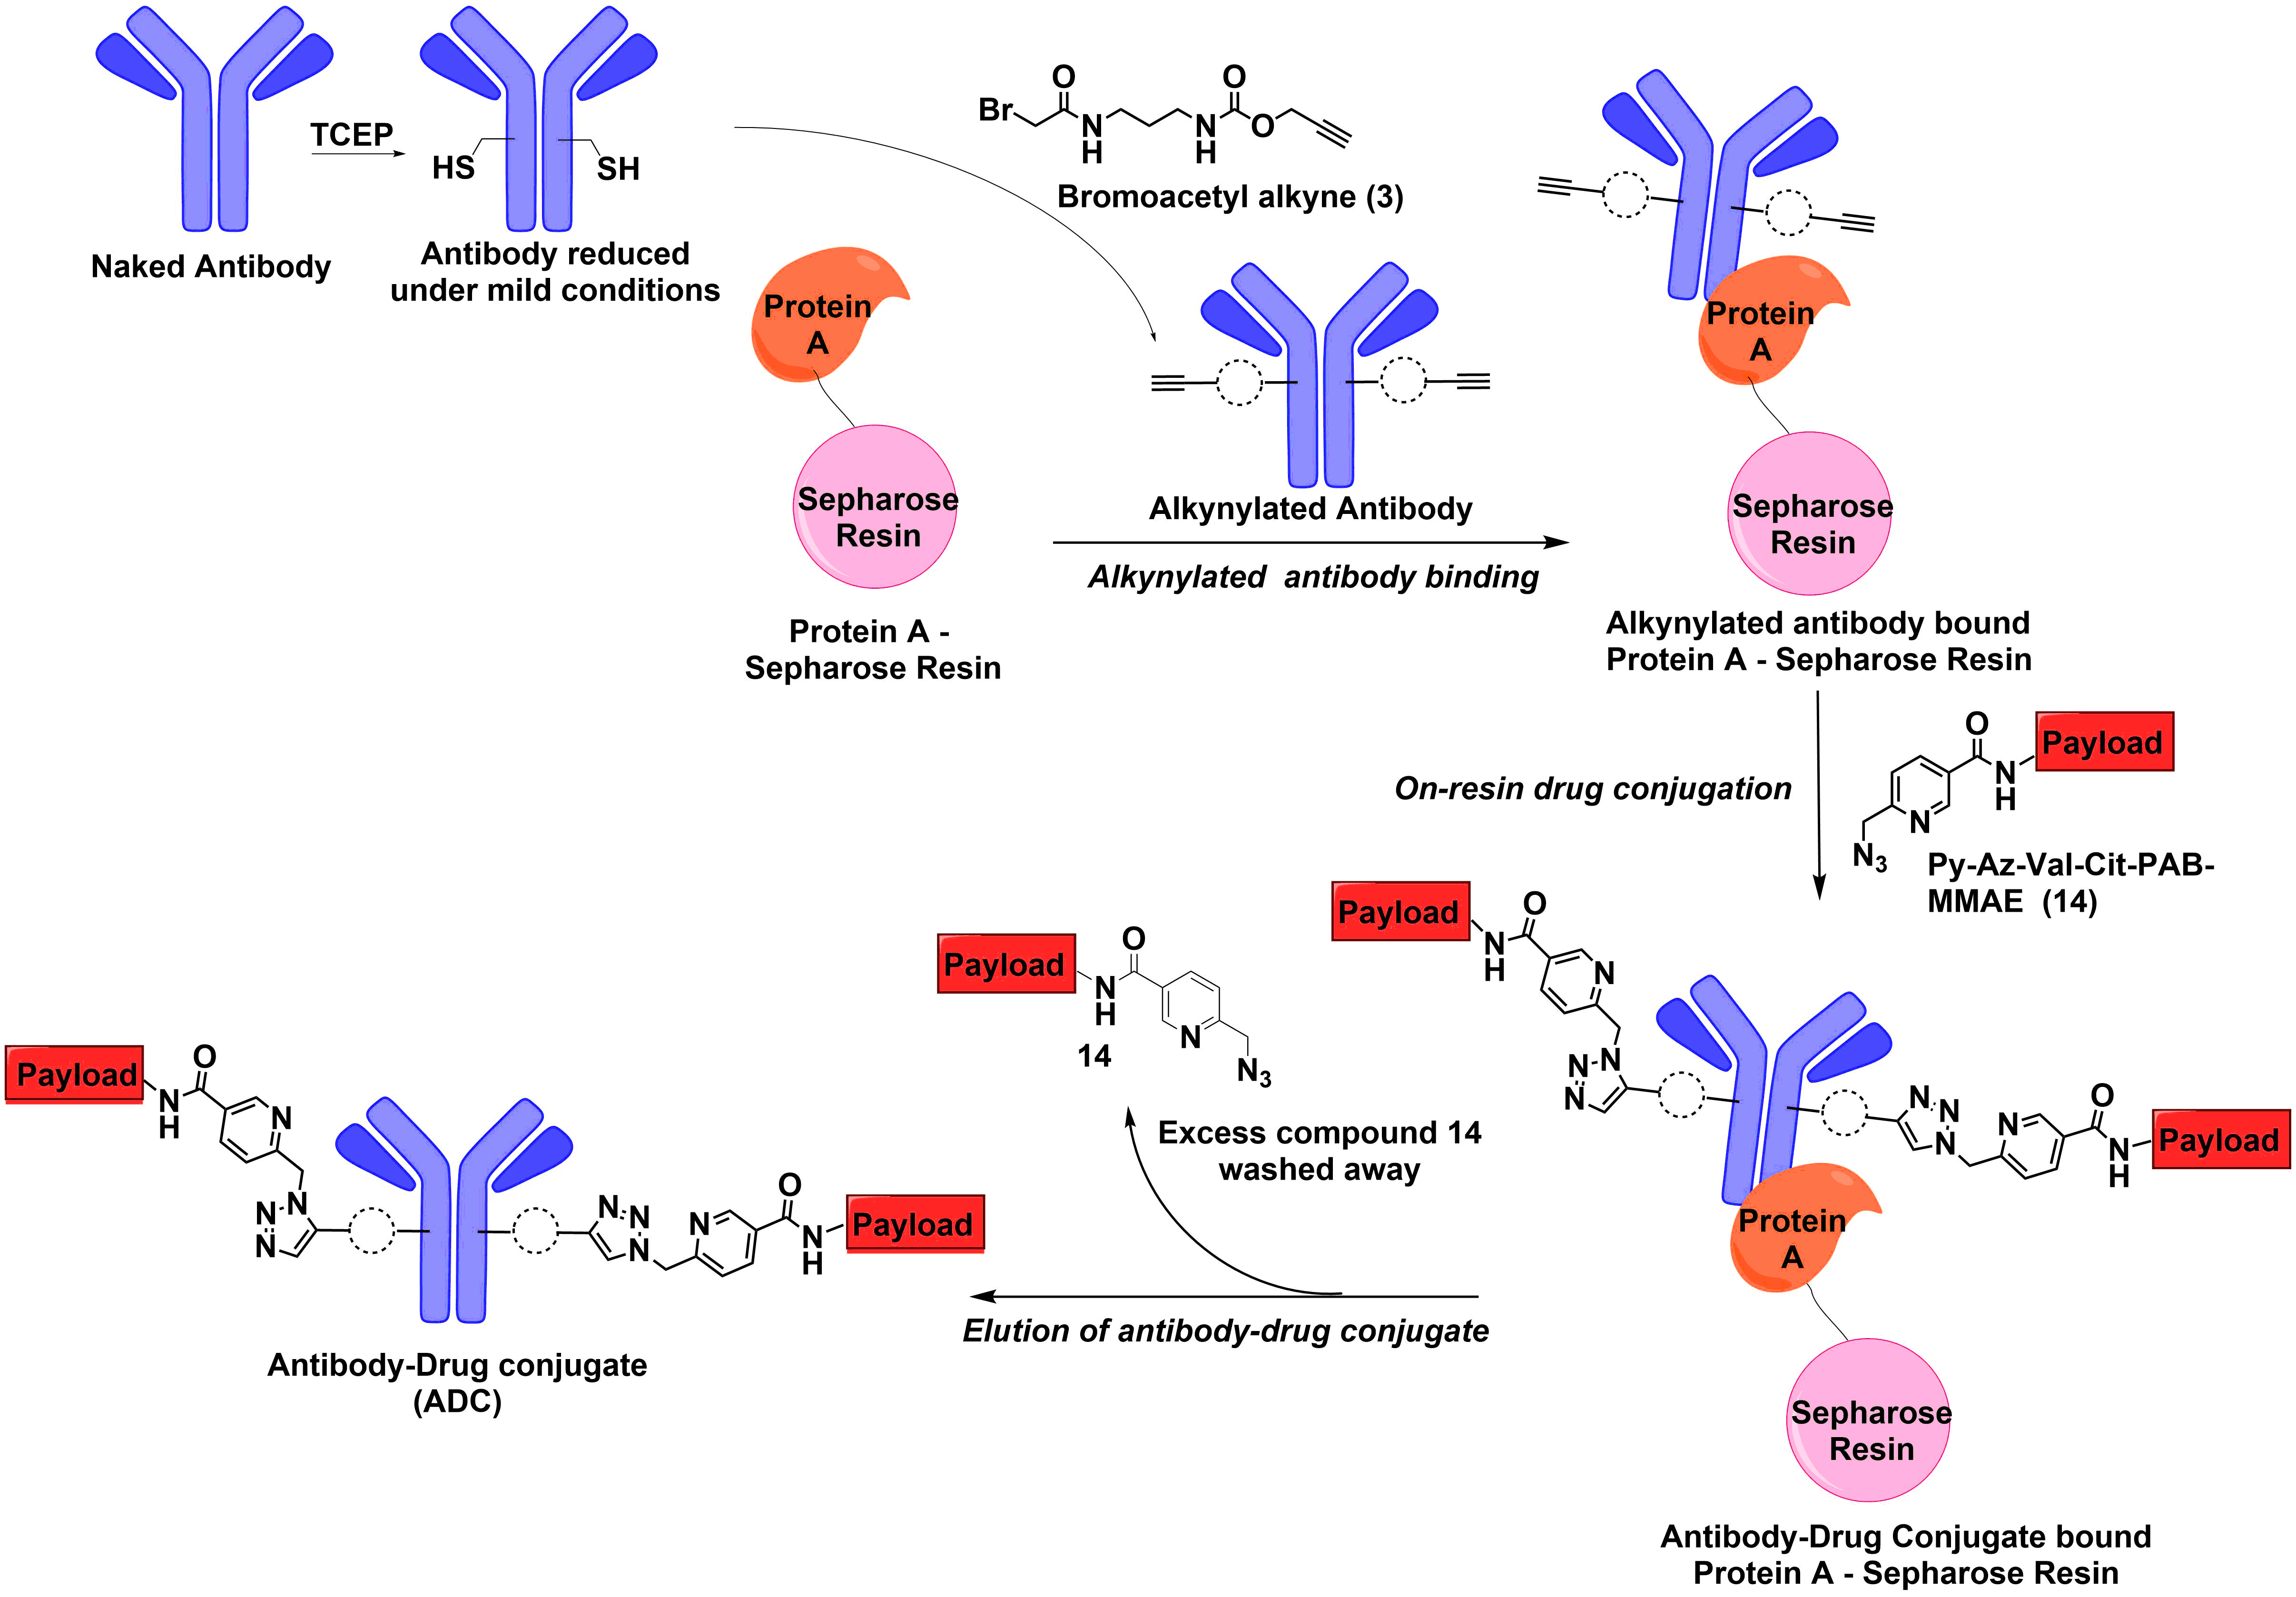 TCEP
HS
SH
Naked Antibody
Antibody reduced
under mild conditions
Br
O
N
H
N
H
O
O
Bromoacetyl alkyne (3)
Protein
A
Sepharose
Resin
Protein A -
Sepharose Resin
Alkynylated Antibody
Alkynylated antibody binding
Protein
A
Sepharose
Resin
Alkynylated antibody bound
Protein A - Sepharose Resin
On-resin drug conjugation
O
N
H
Payload
N
N3
Py-Az-Val-Cit-PAB-
MMAE (14)
Payload
N
H
O
N
N
N
N
N
N
N
N
O
N
H
Payload
Protein
A
Sepharose
Resin
Antibody-Drug Conjugate bound
Protein A - Sepharose Resin
Payload
N
H
O
N
N3
14
Excess compound 14
washed away
Elution of antibody-drug conjugate
Payload
N
H
O
N
N
N
N
N
N
N
N
O
N
H
Payload
Antibody-Drug conjugate
(ADC)